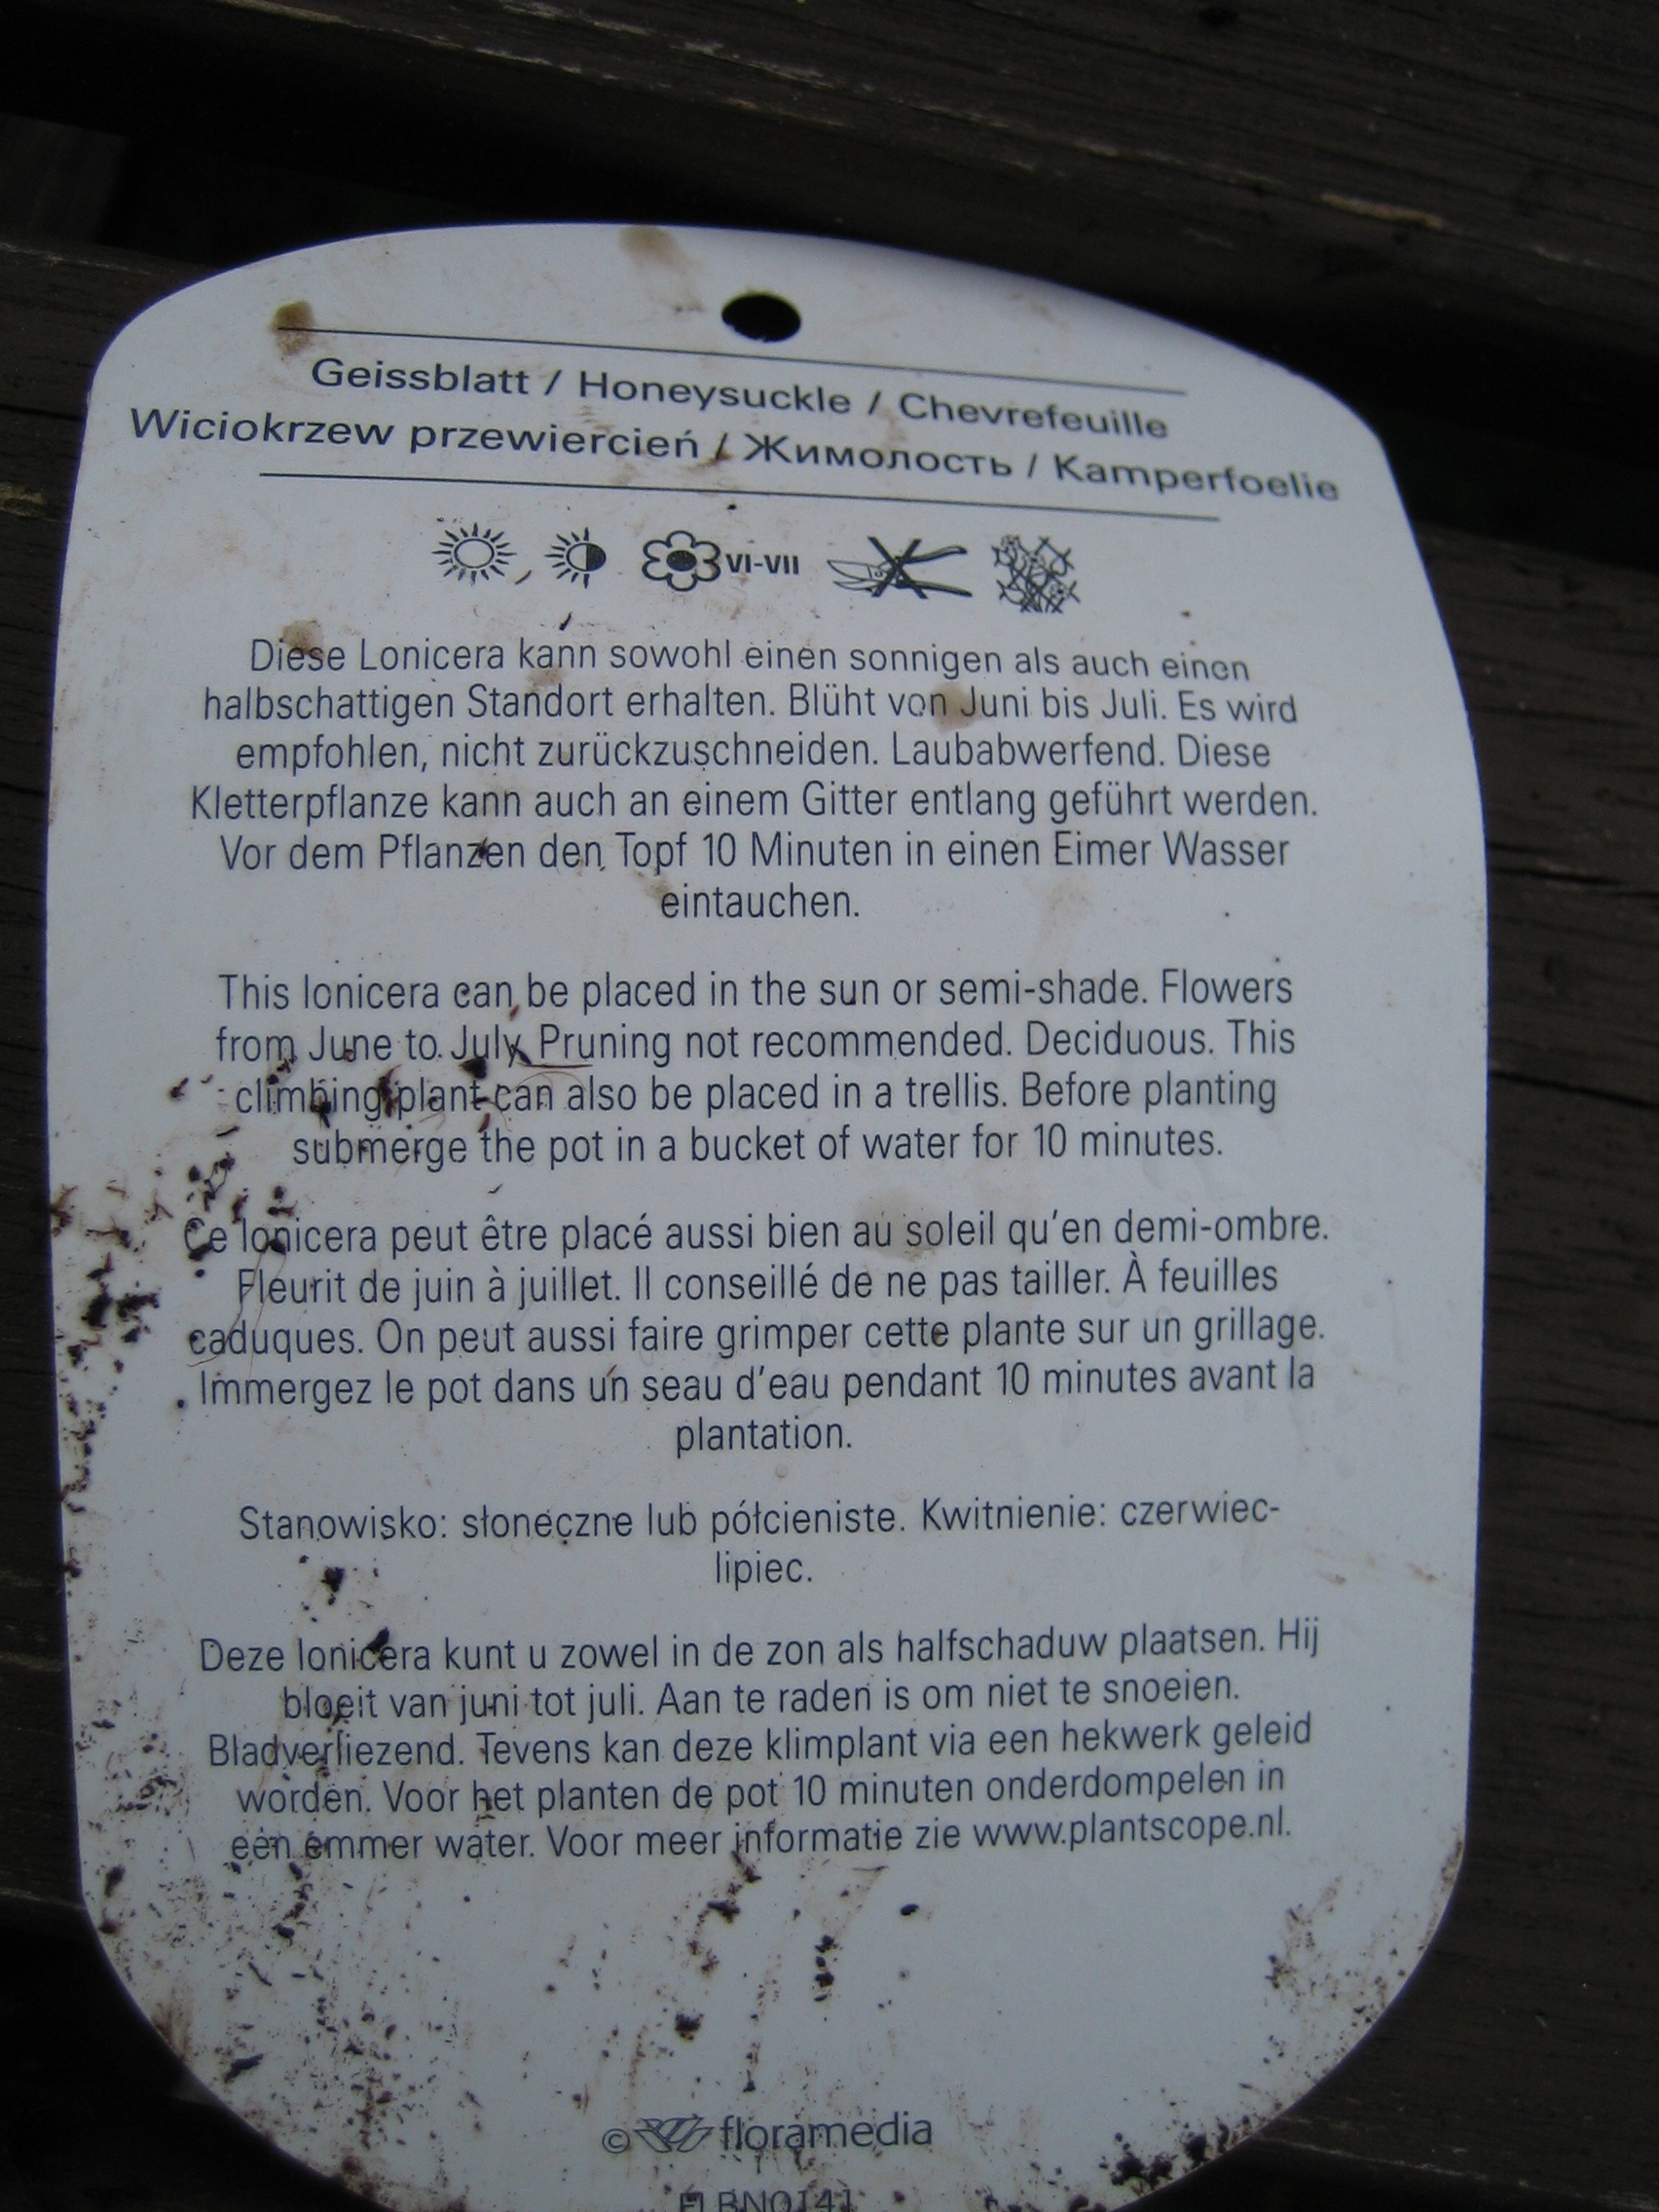 Geissblatt / Honeysuckle / Chevrefeuille
Wiciokrzew przewiercień / Жимолость / Kamperfoelie
VI-VII
Diese Lonicera kann sowohl einen sonnigen als auch einen
halbschattigen Standort erhalten. Blüht von Juni bis Juli. Es wird
empfohlen, nicht zurückzuschneiden. Laubabwerfend. Diese
Kletterpflanze kann auch an einem Gitter entlang geführt werden.
Vor dem Pflanzen den Topf 10 Minuten in einen Eimer Wasser
eintauchen.
This lonicera can be placed in the sun or semi-shade. Flowers
from June to July. Pruning not recommended. Deciduous. This
climbing plant can also be placed in a trellis. Before planting
submerge the pot in a bucket of water for 10 minutes.
Ce lonicera peut être placé aussi bien au soleil qu'en demi-ombre.
Fleurit de juin à juillet. Il conseillé de ne pas tailler. À feuilles
caduques. On peut aussi faire grimper cette plante sur un grillage.
Immergez le pot dans un seau d'eau pendant 10 minutes avant la
plantation.
Stanowisko: słoneczne lub półcieniste. Kwitnienie: czerwiec-
lipiec.
Deze lonicera kunt u zowel in de zon als halfschaduw plaatsen. Hij
bloeit van juni tot juli. Aan te raden is om niet te snoeien.
Bladverliezend. Tevens kan deze klimplant via een hekwerk geleid
worden. Voor het planten de pot 10 minuten onderdompelen in
een emmer water. Voor meer informatie zie www.plantscope.nl.
© floramedia